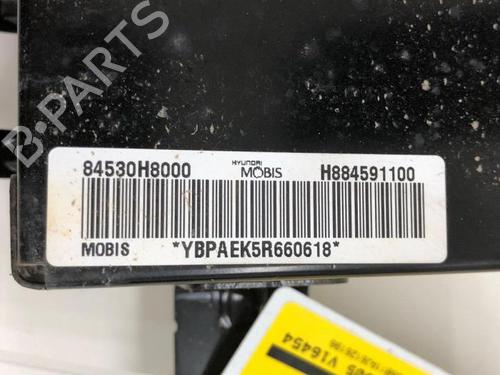 B-PARTS
84530H8000 HYUNDAI MOBIS H884591100
MOBIS *YBPAEK5R660618*
V16454